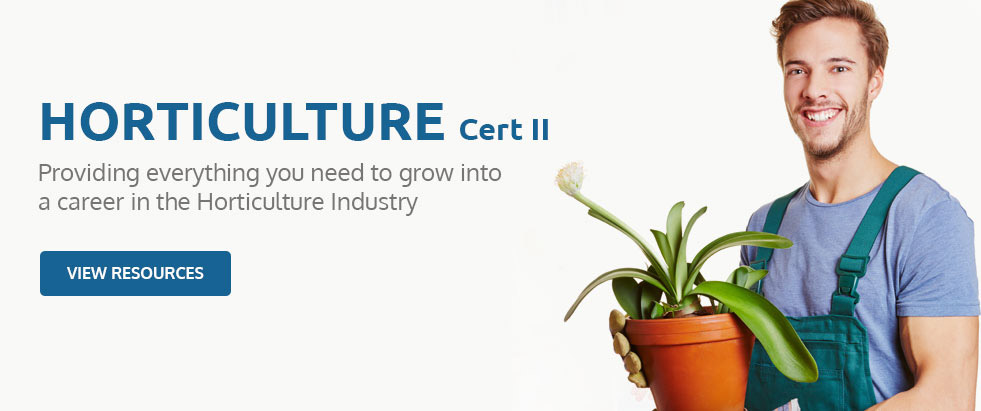 HORTICULTURE Cert II
Providing everything you need to grow into
a career in the Horticulture Industry
VIEW RESOURCES